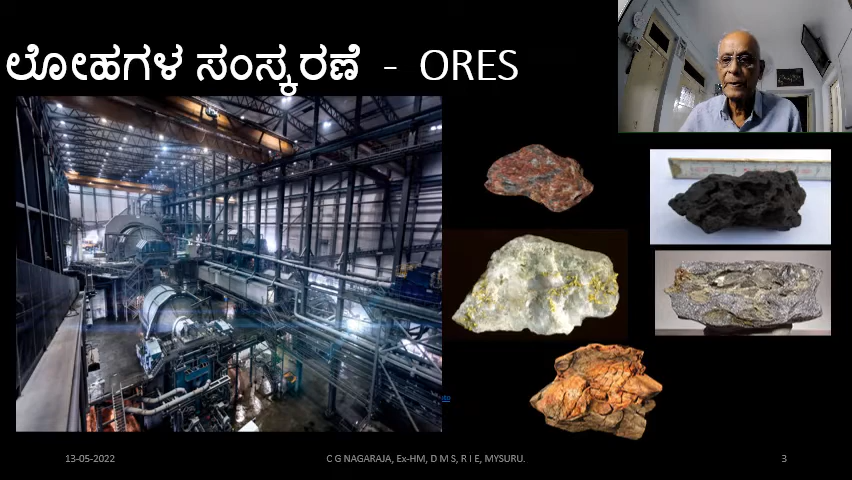 ಲೋಹಗಳ ಸಂಸ್ಕರಣೆ - ORES
13-05-2022
C G NAGARAJA, Ex-HM, D M S, R I E, MYSURU.
3